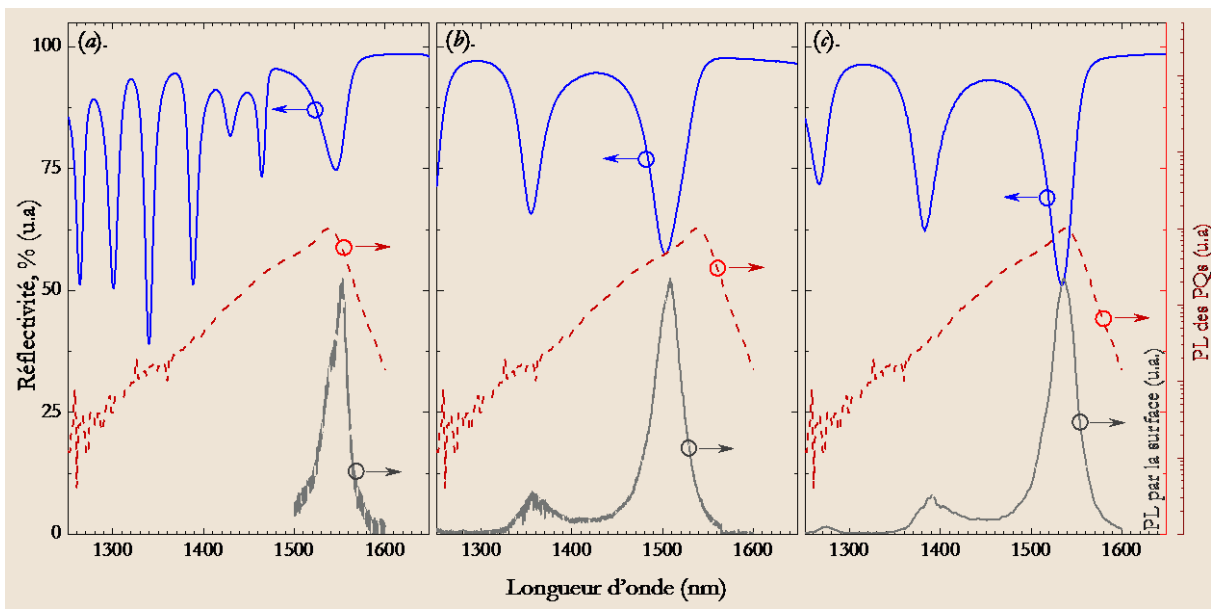 (a)-
(b)-
(c)-
100
75
50
25
0
Réflectivité, % (u.a)
1300 1400 1500 1600
1300 1400 1500 1600
1300 1400 1500 1600
Longueur d'onde (nm)
PL par la surface (u.a.)
PL des PQs (u.a)